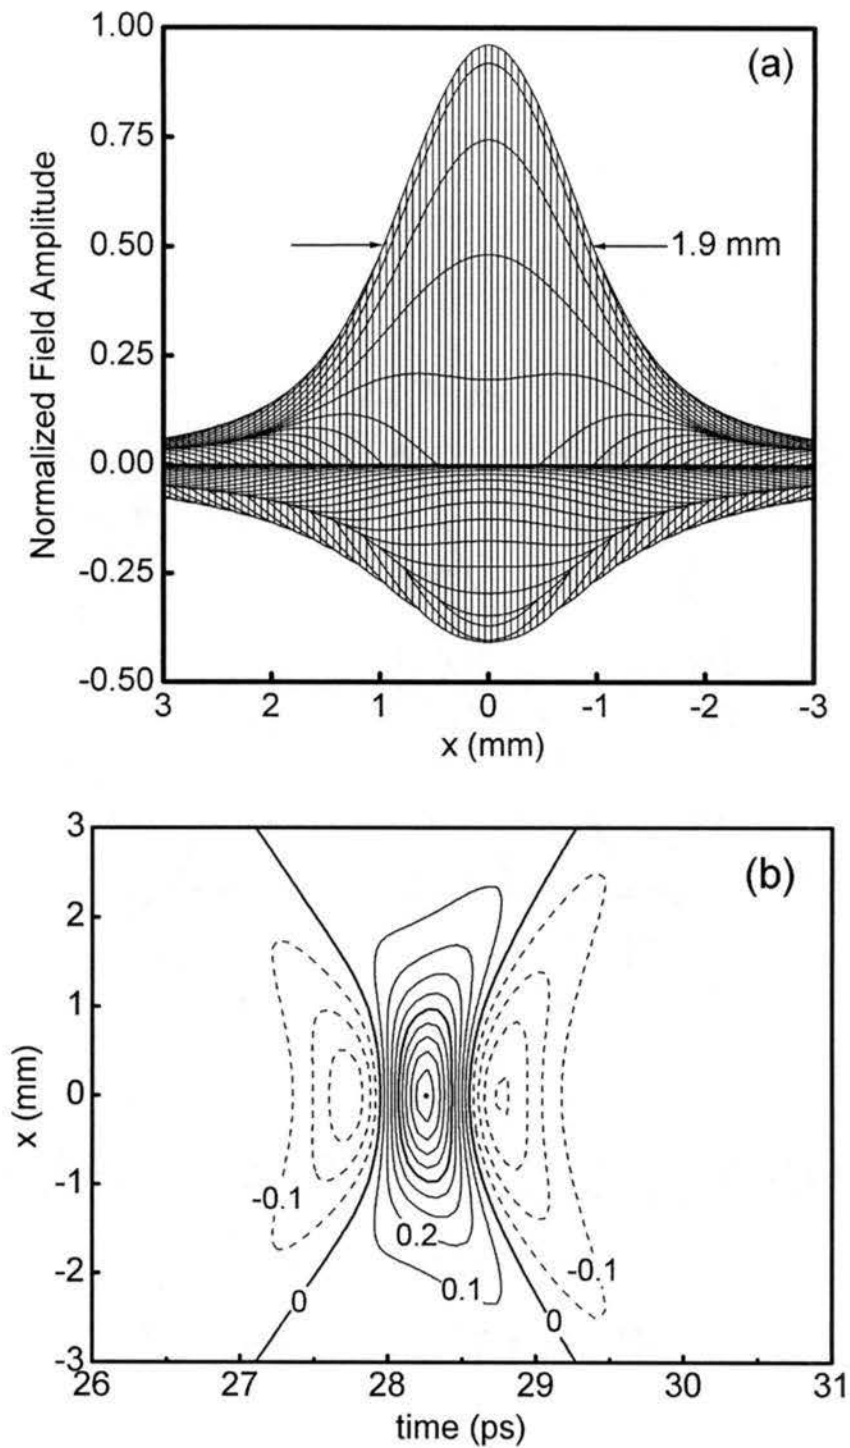 1.00
(a)
0.75
0.50
1.9 mm
0.25
0.00
-0.25
-0.50
Normalized Field Amplitude
3 2 1 0 -1 -2 -3
x (mm)
3
(b)
2
1
0
-1
-2
-3
x (mm)
-0.1
0.2
0.1
-0.1
0
0
26 27 28 29 30 31
time (ps)